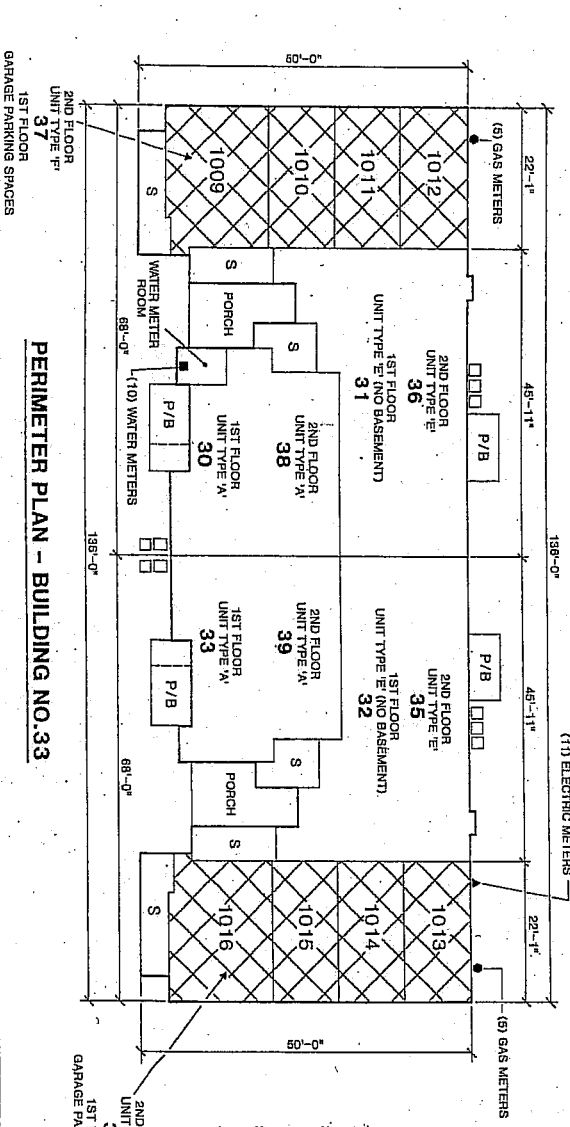 136'-0"
22'-1"
45'-11"
45'-11"
22'-1"
(5) GAS METERS
(11) ELECTRIC METERS
(5) GAS METERS
50'-0"
50'-0"
1012
1011
1010
1009
P/B
P/B
2ND FLOOR
UNIT TYPE 'E'
36
1ST FLOOR
UNIT TYPE 'E' (NO BASEMENT)
31
2ND FLOOR
UNIT TYPE 'E'
35
1ST FLOOR
UNIT TYPE 'E' (NO BASEMENT)
32
1013
1014
1015
1016
S
S
PORCH
S
WATER METER
ROOM
(10) WATER METERS
P/B
2ND FLOOR
UNIT TYPE 'A'
38
1ST FLOOR
UNIT TYPE 'A'
30
2ND FLOOR
UNIT TYPE 'A'
39
1ST FLOOR
UNIT TYPE 'A'
33
P/B
S
PORCH
S
S
68'-0"
68'-0"
136'-0"
2ND FLOOR
UNIT TYPE 'F'
37
1ST FLOOR
GARAGE PARKING SPACES
2ND
UNIT
1ST
GARAGE PA
PERIMETER PLAN – BUILDING NO.33